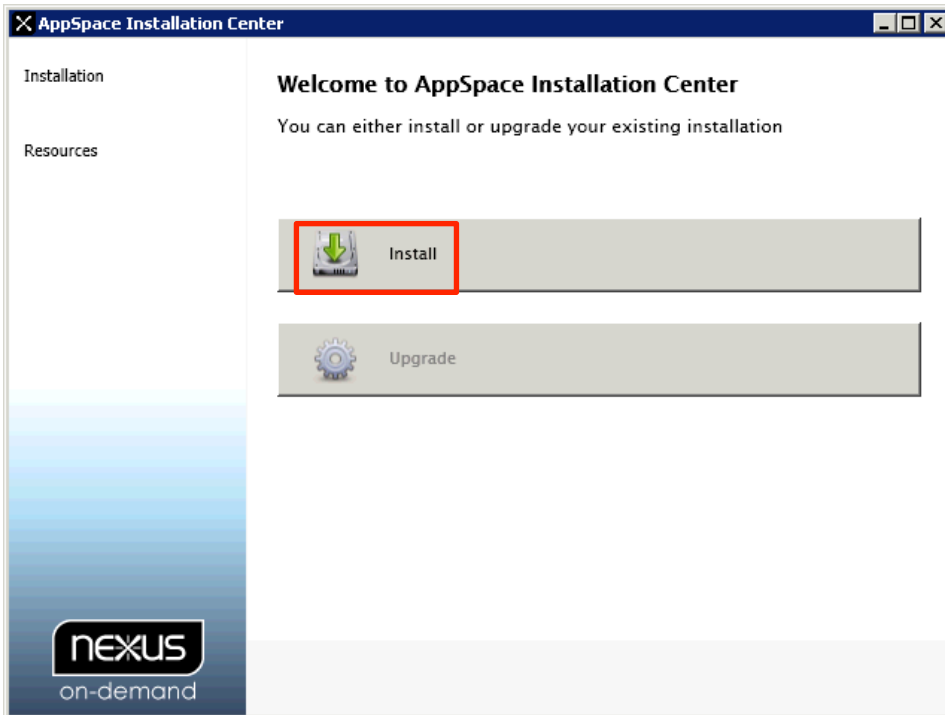 AppSpace Installation Center
Installation
Resources
Welcome to AppSpace Installation Center
You can either install or upgrade your existing installation
Install
Upgrade
nexus
on-demand